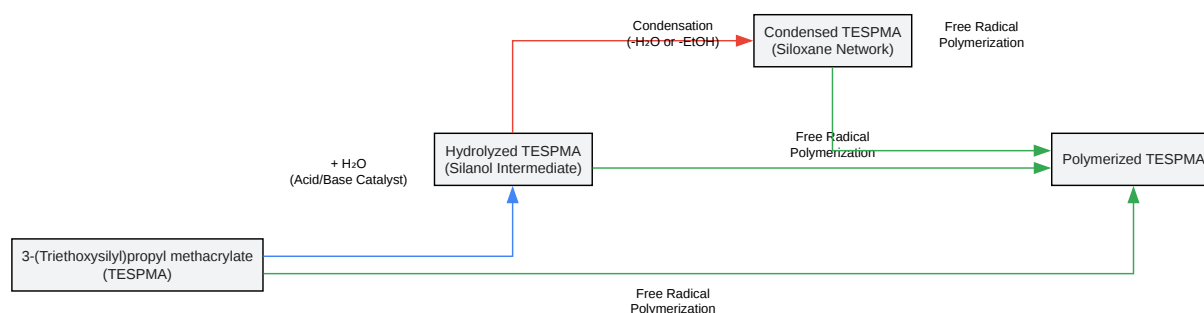 Condensation
(-H₂O or -EtOH)
Condensed TESPMA
(Siloxane Network)
Free Radical
Polymerization
+ H₂O
(Acid/Base Catalyst)
Hydrolyzed TESPMA
(Silanol Intermediate)
Free Radical
Polymerization
Polymerized TESPMA
3-(Triethoxysilyl)propyl methacrylate
(TESPMA)
Free Radical
Polymerization